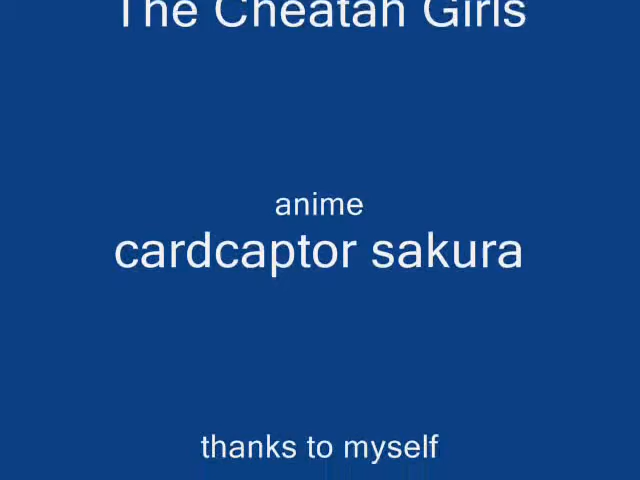 The Cheatah Girls
anime
cardcaptor sakura
thanks to myself